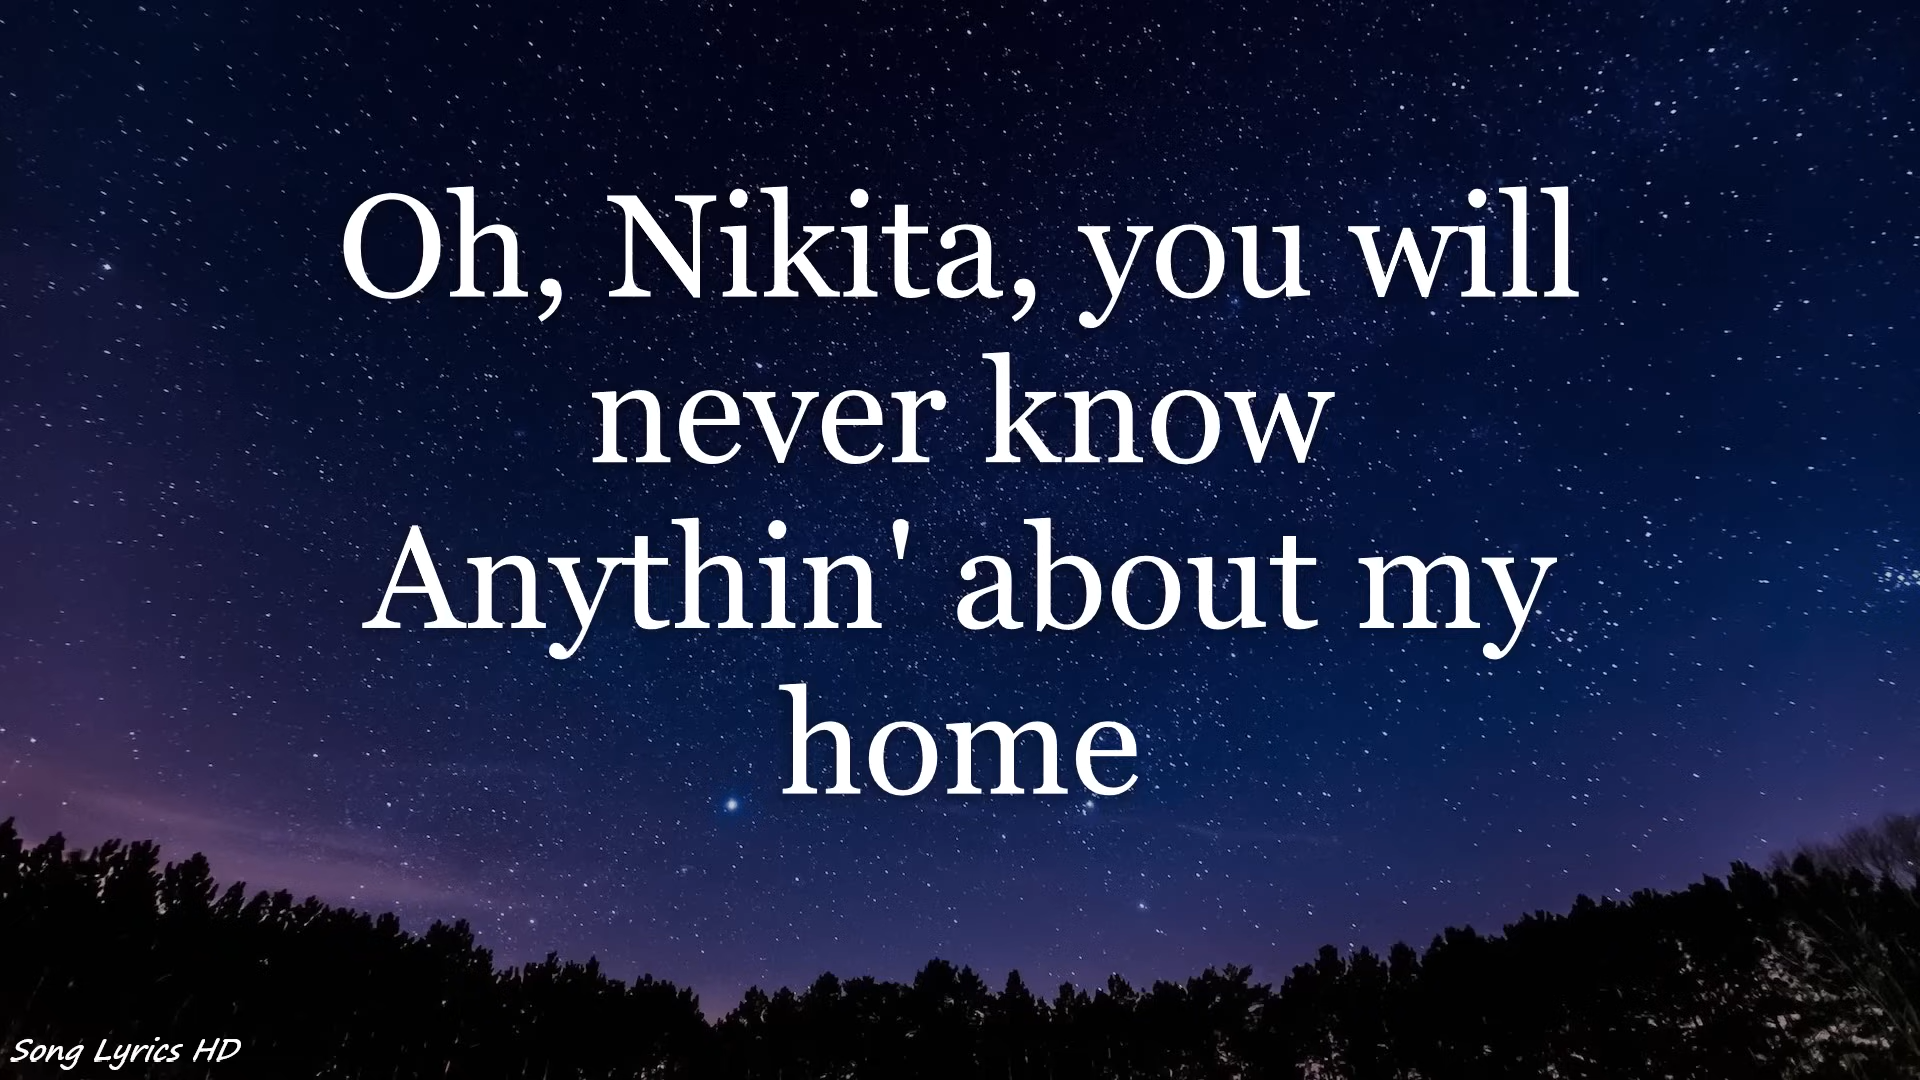 Oh, Nikita, you will
never know
Anythin' about my
home
Song Lyrics HD